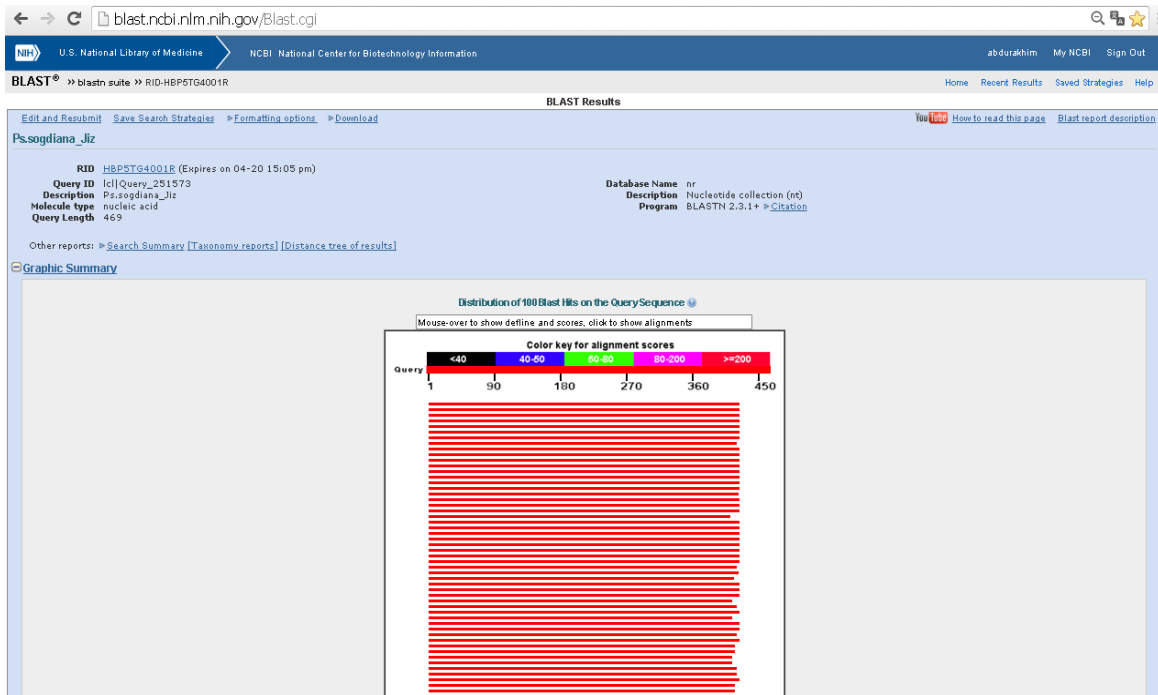 blast.ncbi.nlm.nih.gov/Blast.cgi
NIH U.S. National Library of Medicine NCBI National Center for Biotechnology Information abdurakhim My NCBI Sign Out
BLAST® » blastn suite » RID-HBP5TG4001R Home Recent Results Saved Strategies Help
BLAST Results
Edit and Resubmit Save Search Strategies Formatting options Download YouTube How to read this page Blast report description
Ps.sogdiana_Jiz
RID HBP5TG4001R (Expires on 04-20 15:05 pm)
Query ID lcl|Query_251573 Database Name nr
Description Ps.sogdiana_Jiz Description Nucleotide collection (nt)
Molecule type nucleic acid Program BLASTN 2.3.1+ Citation
Query Length 469
Other reports: Search Summary [Taxonomy reports] [Distance tree of results]
Graphic Summary
Distribution of 100 Blast Hits on the Query Sequence
Mouse-over to show defline and scores, click to show alignments
Color key for alignment scores
<40 40-50 50-80 80-200 >=200
Query
1 90 180 270 360 450